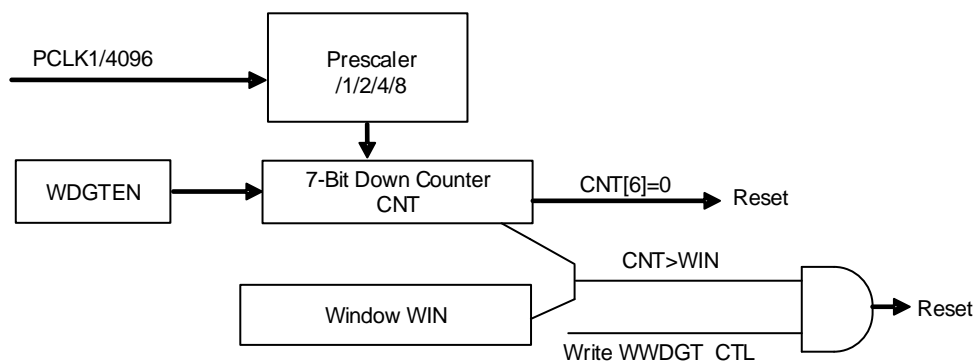 PCLK1/4096
Prescaler
/1/2/4/8
WDGTEN
7-Bit Down Counter
CNT
CNT[6]=0
Reset
CNT>WIN
Window WIN
Reset
Write WWDGT_CTL